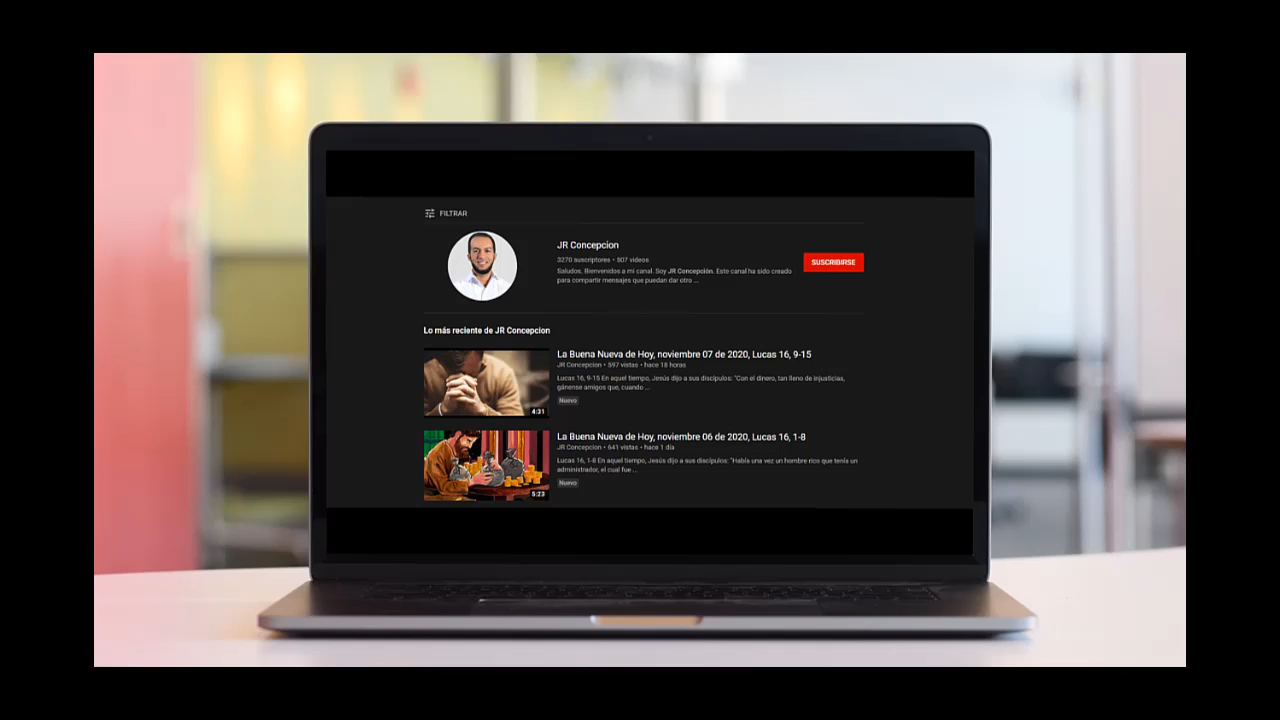 FILTRAR
JR Concepcion
3270 suscriptores • 507 videos
Saludos. Bienvenidos a mi canal. Soy JR Concepción. Este canal ha sido creado
para compartir mensajes que puedan dar otro ...
SUSCRIBIRSE
Lo más reciente de JR Concepcion
La Buena Nueva de Hoy, noviembre 07 de 2020, Lucas 16, 9-15
JR Concepcion • 597 vistas • hace 18 horas
Lucas 16, 9-15 En aquel tiempo, Jesús dijo a sus discípulos: "Con el dinero, tan lleno de injusticias,
gánense amigos que, cuando ...
Nuevo
4:31
La Buena Nueva de Hoy, noviembre 06 de 2020, Lucas 16, 1-8
JR Concepcion • 641 vistas • hace 1 día
Lucas 16, 1-8 En aquel tiempo, Jesús dijo a sus discípulos: "Había una vez un hombre rico que tenía un
administrador, el cual fue ...
Nuevo
5:23